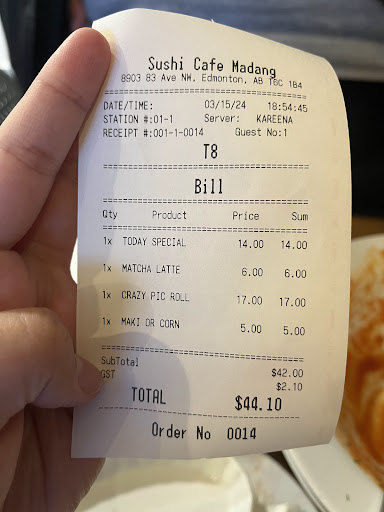 Sushi Cafe Madang
8903 83 Ave NW, Edmonton, AB T6C 1B4
DATE/TIME: 03/15/24 18:54:45
STATION #:01-1 Server: KAREENA
RECEIPT #:001-1-0014 Guest No:1
T8
Bill
Qty Product Price Sum
1x TODAY SPECIAL 14.00 14.00
1x MATCHA LATTE 6.00 6.00
1x CRAZY PIC ROLL 17.00 17.00
1x MAKI OR CORN 5.00 5.00
SubTotal $42.00
GST $2.10
TOTAL $44.10
Order No 0014